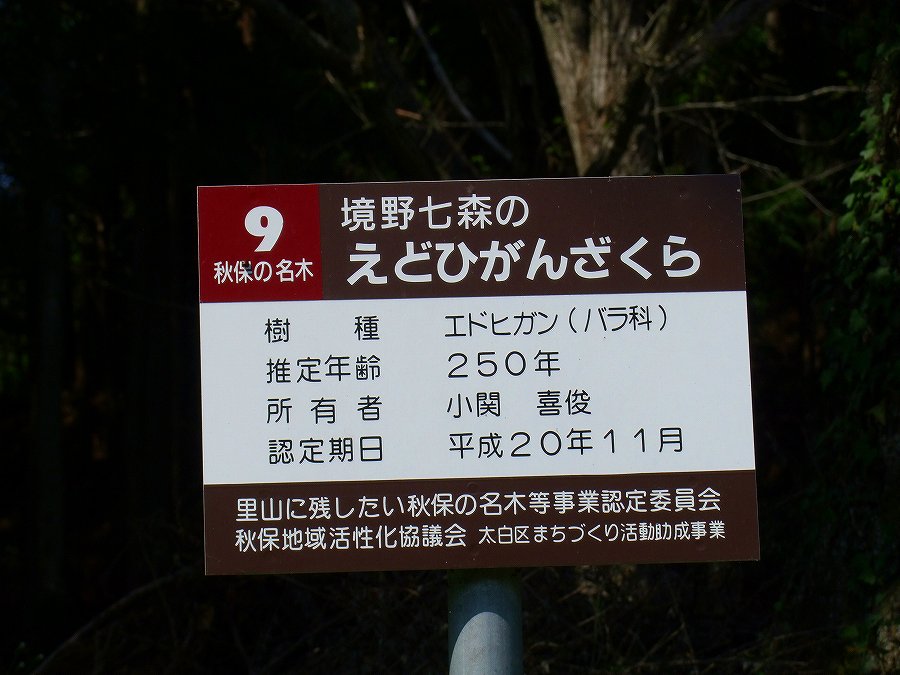 9
秋保の名木
境野七森の
えどひがんざくら
樹　種　エドヒガン（バラ科）
推定年齢　２５０年
所有者　小関　喜俊
認定期日　平成２０年１１月
里山に残したい秋保の名木等事業認定委員会
秋保地域活性化協議会　太白区まちづくり活動助成事業